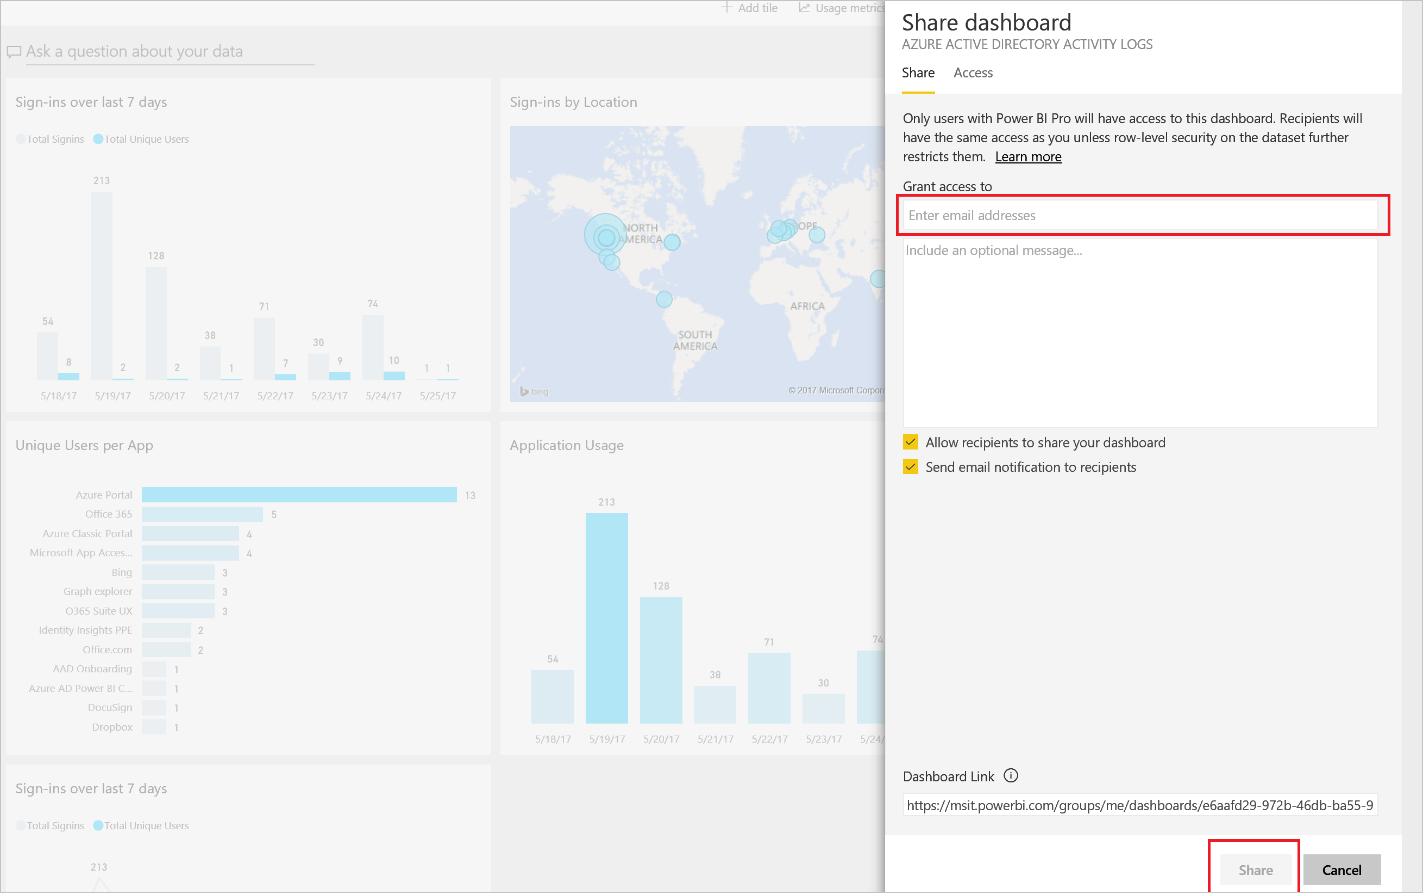 Add tile
Usage metrics
Ask a question about your data
Sign-ins over last 7 days
Total Signins
Total Unique Users
213
128
54
38
71
30
74
8
2
2
1
7
9
10
1
1
5/18/17
5/19/17
5/20/17
5/21/17
5/22/17
5/23/17
5/24/17
5/25/17
Sign-ins by Location
NORTH
AMERICA
OPE
AFRICA
SOUTH
AMERICA
bing
© 2017 Microsoft Corpor
Unique Users per App
Azure Portal 13
Office 365 5
Azure Classic Portal 4
Microsoft App Acces... 4
Bing 3
Graph explorer 3
O365 Suite UX 3
Identity Insights PPE 2
Office.com 2
AAD Onboarding 1
Azure AD Power BI C... 1
DocuSign 1
Dropbox 1
Application Usage
213
128
54
38
71
30
74
5/18/17
5/19/17
5/20/17
5/21/17
5/22/17
5/23/17
5/24/
Sign-ins over last 7 days
Total Signins
Total Unique Users
213
Share dashboard
AZURE ACTIVE DIRECTORY ACTIVITY LOGS
Share
Access
Only users with Power BI Pro will have access to this dashboard. Recipients will
have the same access as you unless row-level security on the dataset further
restricts them. Learn more
Grant access to
Enter email addresses
Include an optional message...
Allow recipients to share your dashboard
Send email notification to recipients
Dashboard Link
https://msit.powerbi.com/groups/me/dashboards/e6aafd29-972b-46db-ba55-9
Share
Cancel